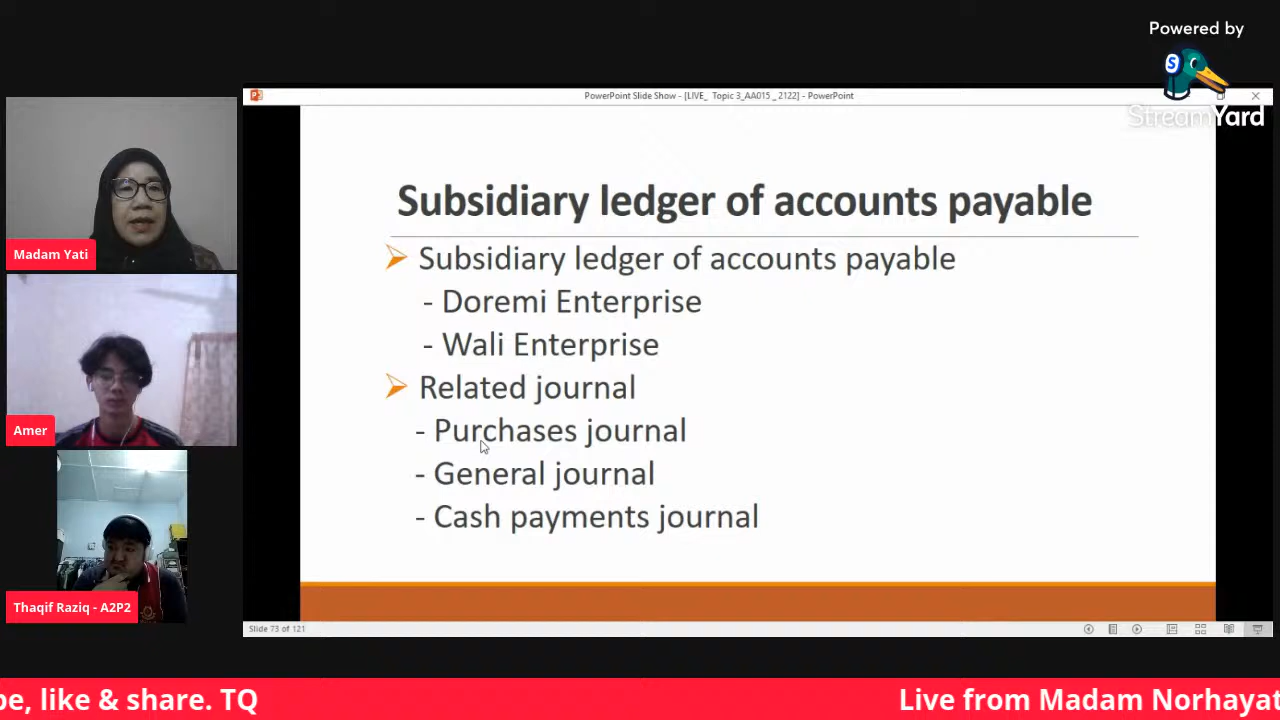 Powered by
S
StreamYard
PowerPoint Slide Show - [LIVE_ Topic 3_AA015 _ 2122] - PowerPoint
Madam Yati
Amer
Thaqif Raziq - A2P2
Subsidiary ledger of accounts payable
Subsidiary ledger of accounts payable
- Doremi Enterprise
- Wali Enterprise
Related journal
- Purchases journal
- General journal
- Cash payments journal
Slide 73 of 121
be, like & share. TQ
Live from Madam Norhayat